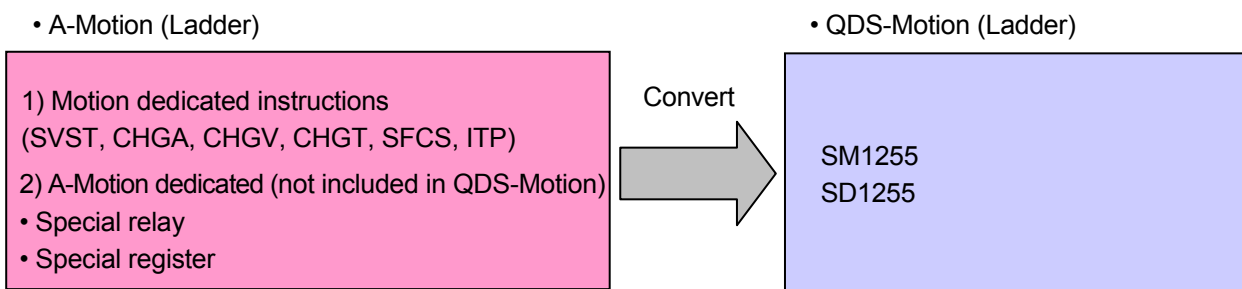 • A-Motion (Ladder)
1) Motion dedicated instructions
(SVST, CHGA, CHGV, CHGT, SFCS, ITP)
2) A-Motion dedicated (not included in QDS-Motion)
• Special relay
• Special register
Convert
• QDS-Motion (Ladder)
SM1255
SD1255